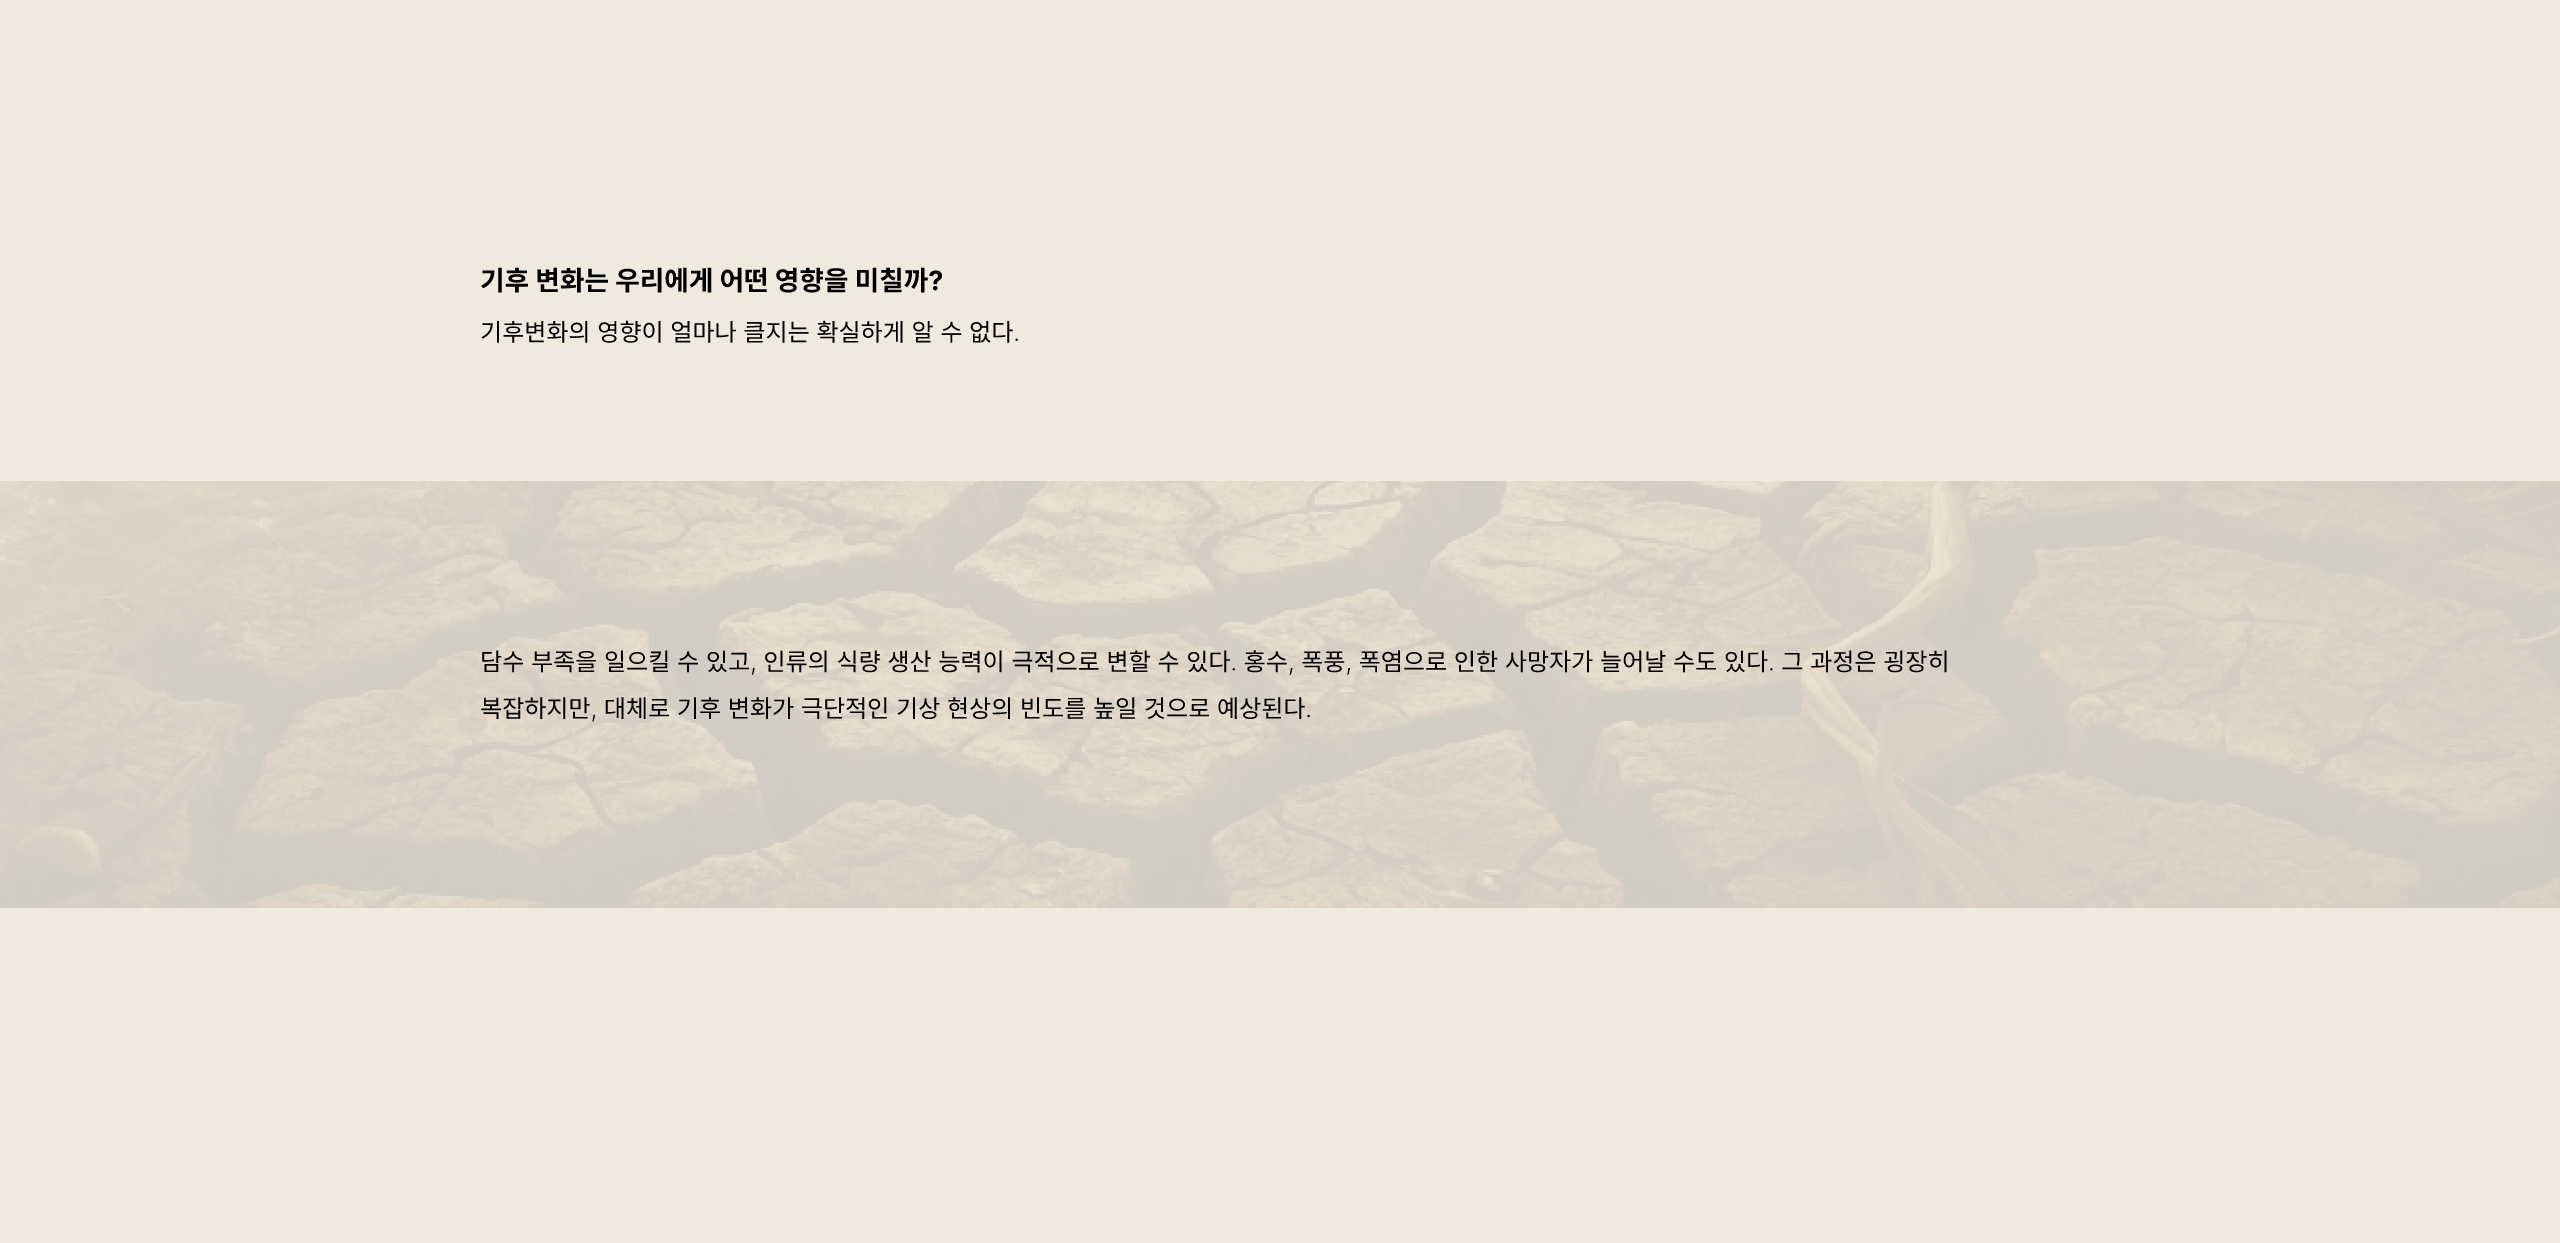 기후 변화는 우리에게 어떤 영향을 미칠까?
기후변화의 영향이 얼마나 클지는 확실하게 알 수 없다.
담수 부족을 일으킬 수 있고, 인류의 식량 생산 능력이 극적으로 변할 수 있다. 홍수, 폭풍, 폭염으로 인한 사망자가 늘어날 수도 있다. 그 과정은 굉장히
복잡하지만, 대체로 기후 변화가 극단적인 기상 현상의 빈도를 높일 것으로 예상된다.